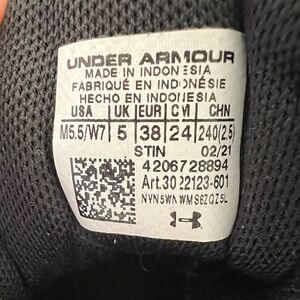 UNDER ARMOUR
MADE IN INDONESIA
FABRIQUÉ EN INDONÉSIE
HECHO EN INDONESIA
USA UK EUR CM CHN
M5.5/W7 5 38 24 240(2.5)
STIN 02/21
4206728894
Art.3022123-601